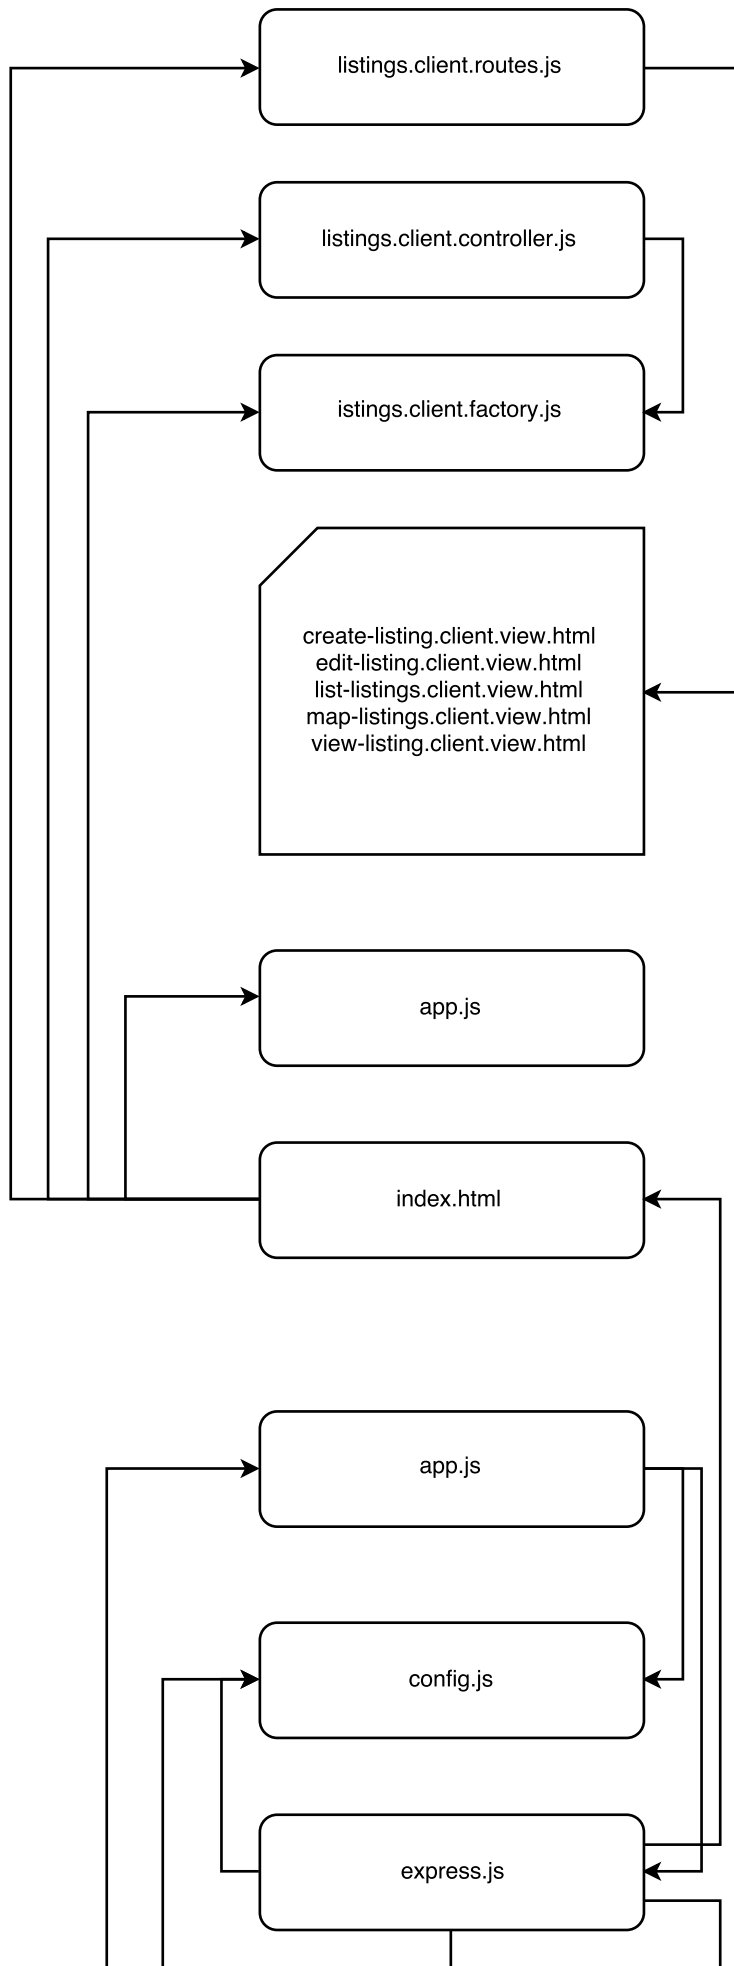 listings.client.routes.js
listings.client.controller.js
istings.client.factory.js
create-listing.client.view.html
edit-listing.client.view.html
list-listings.client.view.html
map-listings.client.view.html
view-listing.client.view.html
app.js
index.html
app.js
config.js
express.js